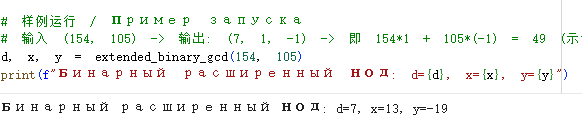 # 样例运行 / Пример запуска
# 输入 (154, 105) -> 输出: (7, 1, -1) -> 即 154*1 + 105*(-1) = 49 (示
d, x, y = extended_binary_gcd(154, 105)
print(f"Бинарный расширенный НОД: d={d}, x={x}, y={y}")
Бинарный расширенный НОД: d=7, x=13, y=-19